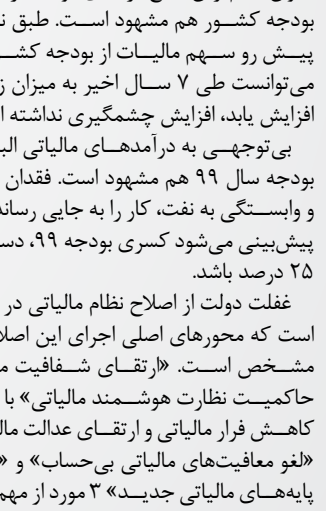 بودجه کشور هم مشهود است. طبق ن
پیش رو سهم مالیات از بودجه کشـ
می‌توانست طی ۷ سال اخیر به میزان ز
افزایش یابد، افزایش چشمگیری نداشته ا
بی‌توجهی به درآمدهای مالیاتی الب
بودجه سال ۹۹ هم مشهود است. فقدان
و وابستگی به نفت، کار را به جایی رساند
پیش‌بینی می‌شود کسری بودجه ۹۹، دسـ
۲۵ درصد باشد.
غفلت دولت از اصلاح نظام مالیاتی در
است که محورهای اصلی اجرای این اصلا
مشخص است. «ارتقای شفافیت مـ
حاکمیت نظارت هوشمند مالیاتی» با
کاهش فرار مالیاتی و ارتقای عدالت مال
«لغو معافیت‌های مالیاتی بی‌حساب» و «
پایه‌های مالیاتی جدید» ۳ مورد از مهم